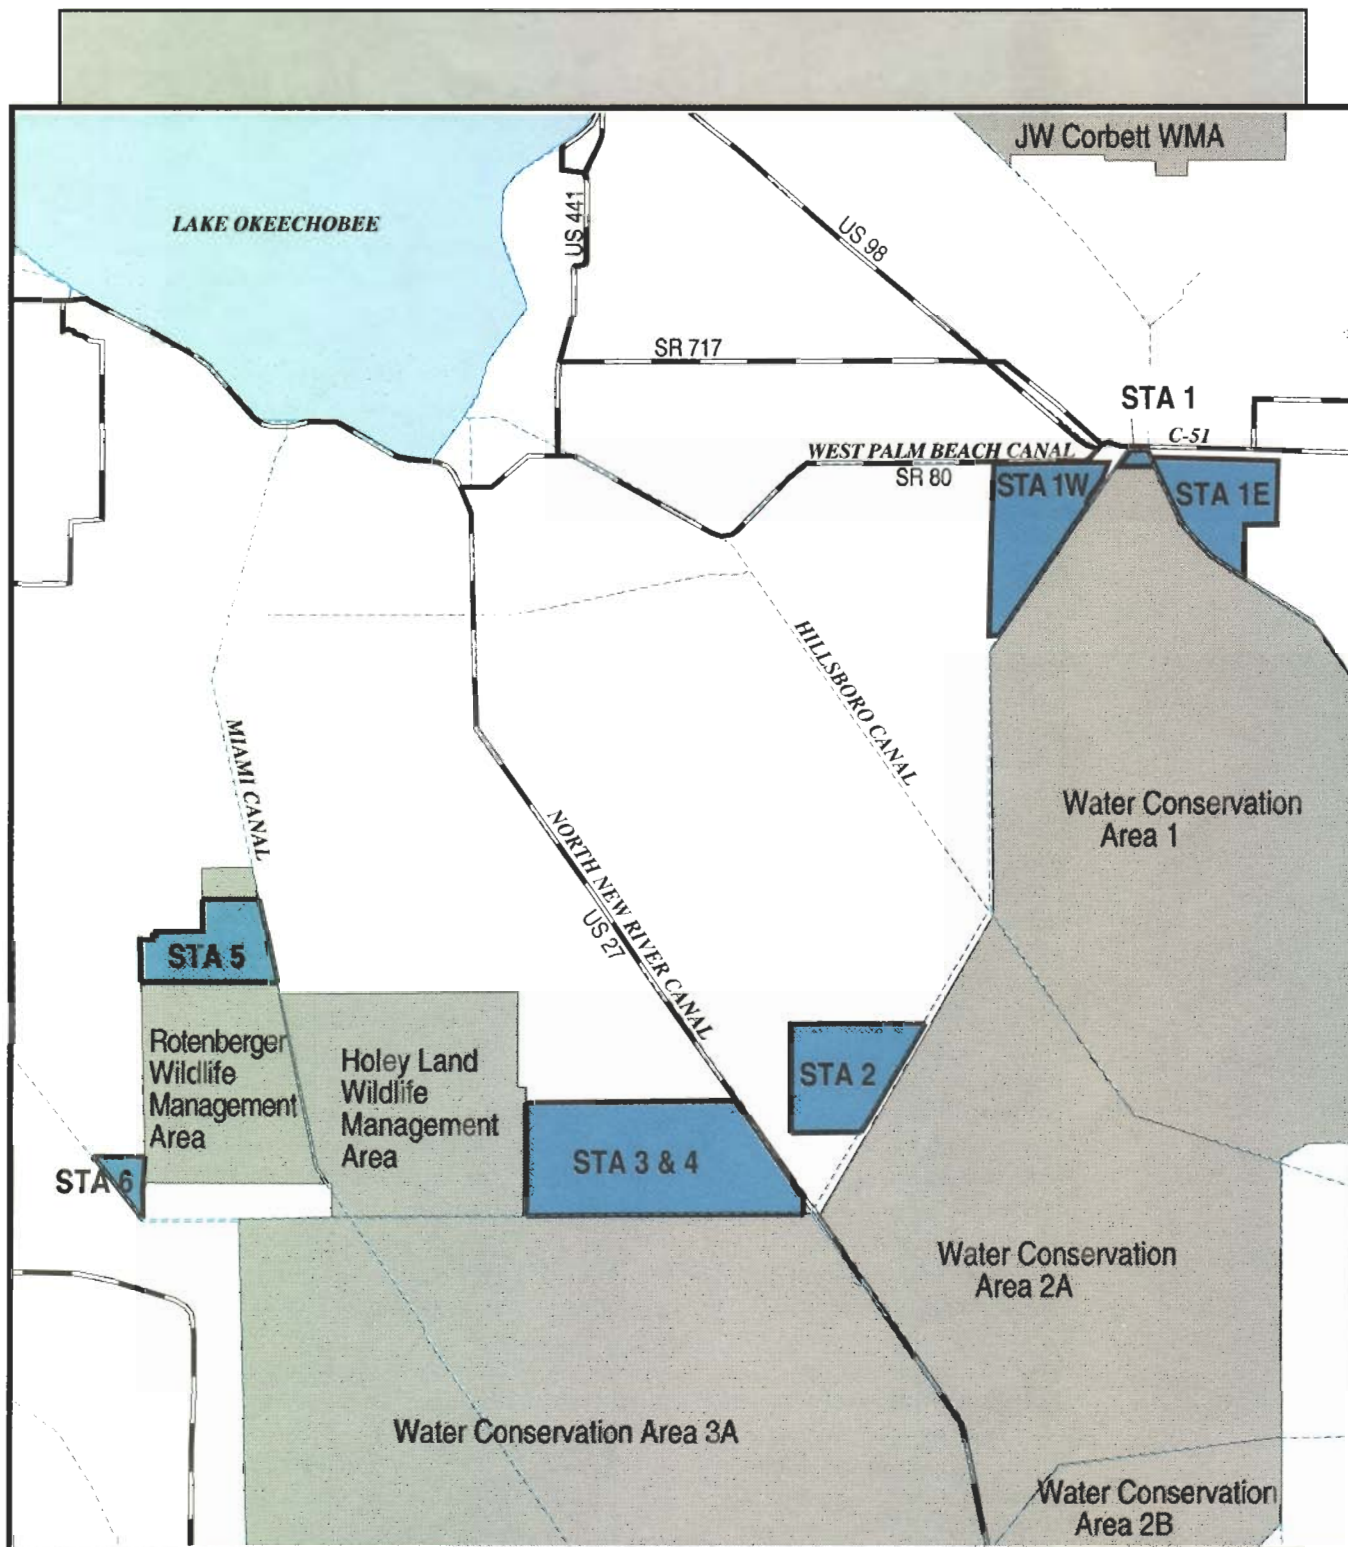 JW Corbett WMA
LAKE OKEECHOBEE
US 441
US 98
SR 717
STA 1
C-51
WEST PALM BEACH CANAL
SR 80
STA 1W
STA 1E
HILLSBORO CANAL
MIAMI CANAL
Water Conservation
Area 1
NORTH NEW RIVER CANAL
US 27
STA 5
Rotenberger
Wildlife
Management
Area
Holey Land
Wildlife
Management
Area
STA 2
STA 3 & 4
STA 6
Water Conservation
Area 2A
Water Conservation Area 3A
Water Conservation
Area 2B